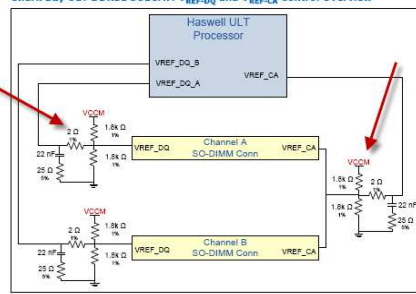 Haswell ULT
Processor
VREF_DQ_B
VREF_DQ_A
VREF_CA
VCCM
2 Ω
1%
1.8k Ω
1%
1.8k Ω
1%
22 nF
25 Ω
5%
VREF_DQ
Channel A
SO-DIMM Conn
VREF_CA
VCCM
1.8k Ω
1%
1.8k Ω
1%
2 Ω
1%
22 nF
25 Ω
5%
VCCM
2 Ω
1%
1.8k Ω
1%
1.8k Ω
1%
22 nF
25 Ω
5%
VREF_DQ
Channel B
SO-DIMM Conn
VREF_CA